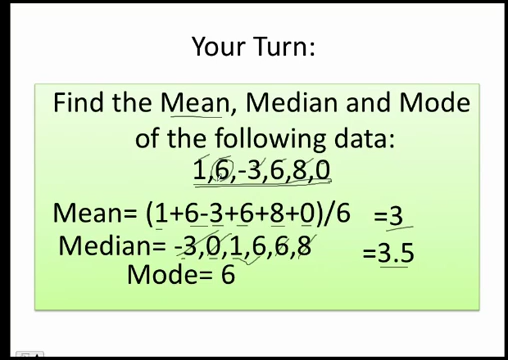 Your Turn:
Find the Mean, Median and Mode
of the following data:
1,6,-3,6,8,0
Mean= (1+6-3+6+8+0)/6 =3
Median= -3,0,1,6,6,8 =3.5
Mode= 6